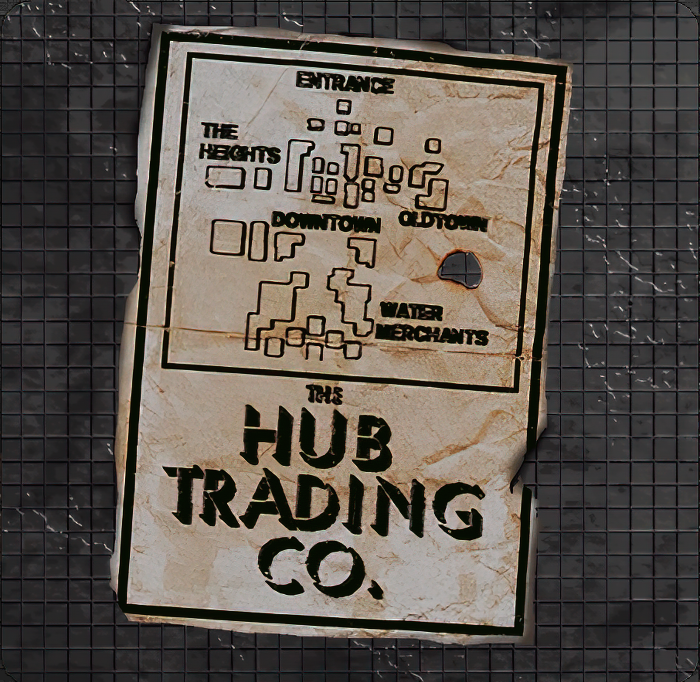 ENTRANCE
THE
HEIGHTS
DOWNTOWN OLDTOWN
WATER
MERCHANTS
THE
HUB
TRADING
CO.